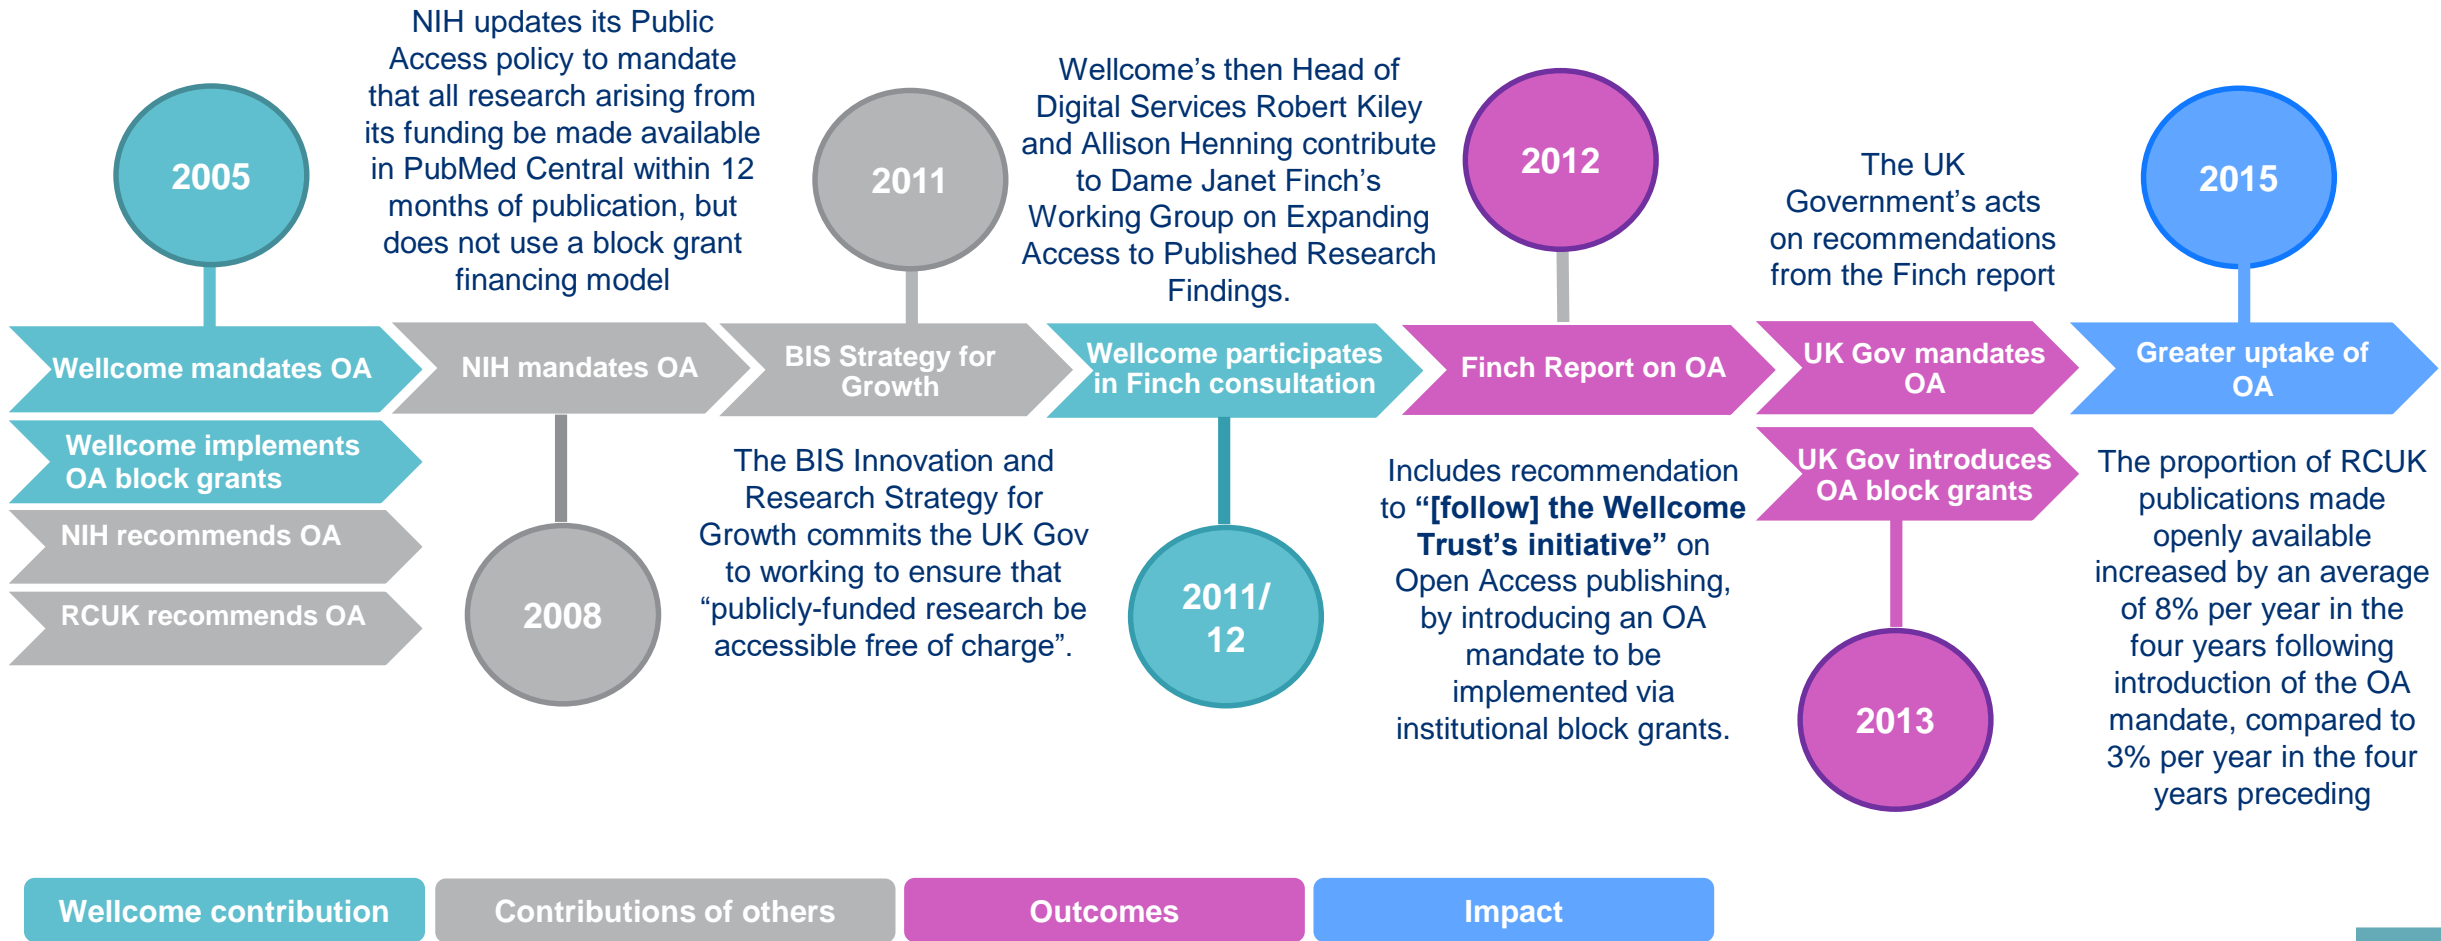 2005
Wellcome mandates OA
Wellcome implements
OA block grants
NIH recommends OA
RCUK recommends OA
NIH updates its Public
Access policy to mandate
that all research arising from
its funding be made available
in PubMed Central within 12
months of publication, but
does not use a block grant
financing model
NIH mandates OA
2008
2011
BIS Strategy for
Growth
The BIS Innovation and
Research Strategy for
Growth commits the UK Gov
to working to ensure that
“publicly-funded research be
accessible free of charge”.
Wellcome’s then Head of
Digital Services Robert Kiley
and Allison Henning contribute
to Dame Janet Finch’s
Working Group on Expanding
Access to Published Research
Findings.
Wellcome participates
in Finch consultation
2011/
12
2012
Finch Report on OA
Includes recommendation
to “[follow] the Wellcome
Trust’s initiative” on
Open Access publishing,
by introducing an OA
mandate to be
implemented via
institutional block grants.
The UK
Government’s acts
on recommendations
from the Finch report
UK Gov mandates
OA
UK Gov introduces
OA block grants
2013
2015
Greater uptake of
OA
The proportion of RCUK
publications made
openly available
increased by an average
of 8% per year in the
four years following
introduction of the OA
mandate, compared to
3% per year in the four
years preceding
Wellcome contribution
Contributions of others
Outcomes
Impact